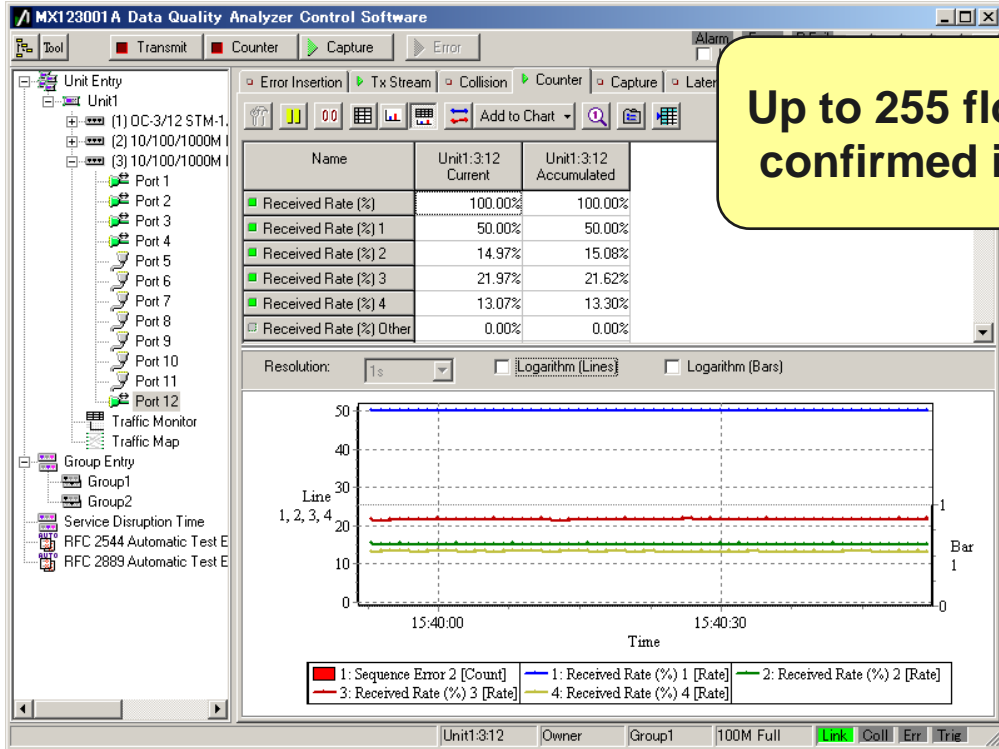 MX123001A Data Quality Analyzer Control Software
Tool Transmit Counter Capture Error
Alarm
Up to 255
confirmed
Unit Entry
Unit1
(1) OC-3/12 STM-1.
(2) 10/100/1000M
(3) 10/100/1000M
Port 1
Port 2
Port 3
Port 4
Port 5
Port 6
Port 7
Port 8
Port 9
Port 10
Port 11
Port 12
Traffic Monitor
Traffic Map
Group Entry
Group1
Group2
Service Disruption Time
RFC 2544 Automatic Test E
RFC 2889 Automatic Test E
Error Insertion Tx Stream Collision Counter Capture Later
Add to Chart
Name Unit1:3:12 Current Unit1:3:12 Accumulated
Received Rate (%) 100.00% 100.00%
Received Rate (%) 1 50.00% 50.00%
Received Rate (%) 2 14.97% 15.08%
Received Rate (%) 3 21.97% 21.62%
Received Rate (%) 4 13.07% 13.30%
Received Rate (%) Other 0.00% 0.00%
Resolution: 1s Logarithm (Lines) Logarithm (Bars)
50
40
30
20
10
0
Line
1, 2, 3, 4
1
0
Bar
1
15:40:00 15:40:30
Time
1: Sequence Error 2 [Count] 1: Received Rate (%) 1 [Rate] 2: Received Rate (%) 2 [Rate]
3: Received Rate (%) 3 [Rate] 4: Received Rate (%) 4 [Rate]
Unit1:3:12 Owner Group1 100M Full Link Coll Err Trig